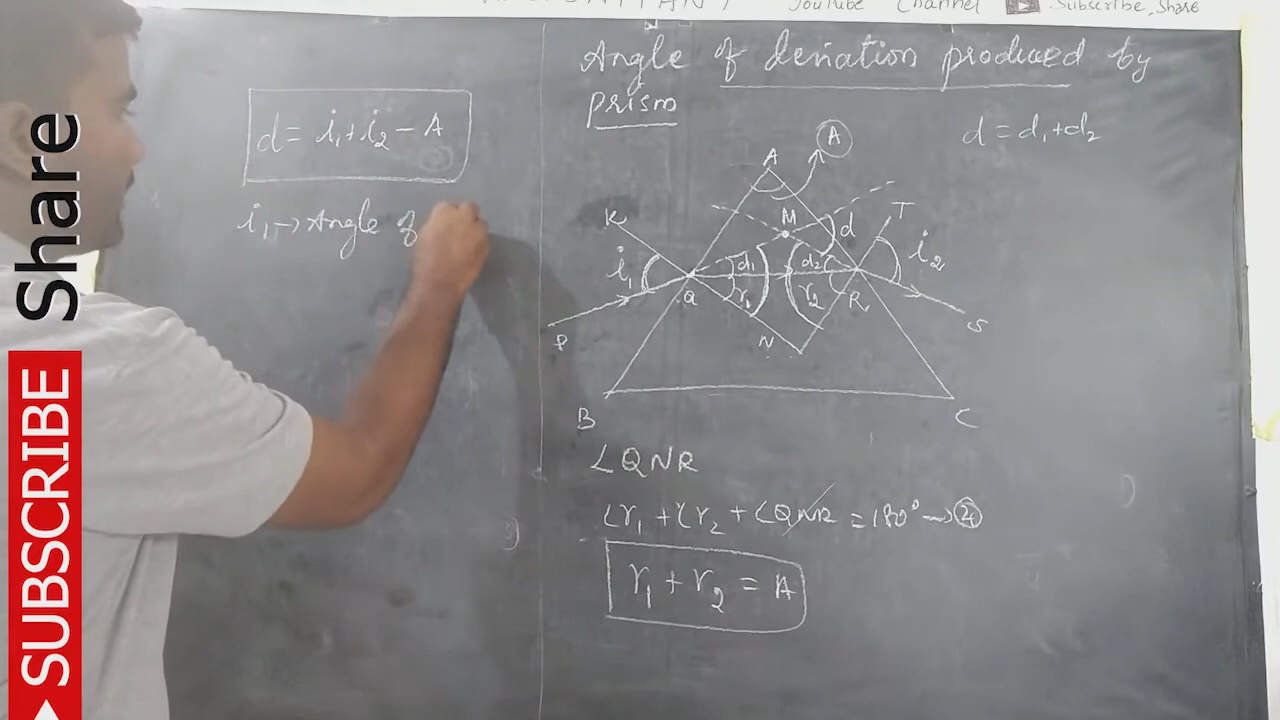 YouTube Channel Subscribe, Share
Angle of deviation produced by
prism
d = i₁ + i₂ - A
d = d₁ + d₂
i₁ → Angle of
A
A
K
M
T
d
i₁
d₁
d₂
i₂
Q
r₁
r₂
R
P
N
S
B
C
∠QNR
∠r₁ + ∠r₂ + ∠QNR = 180° →
r₁ + r₂ = A
Share
SUBSCRIBE